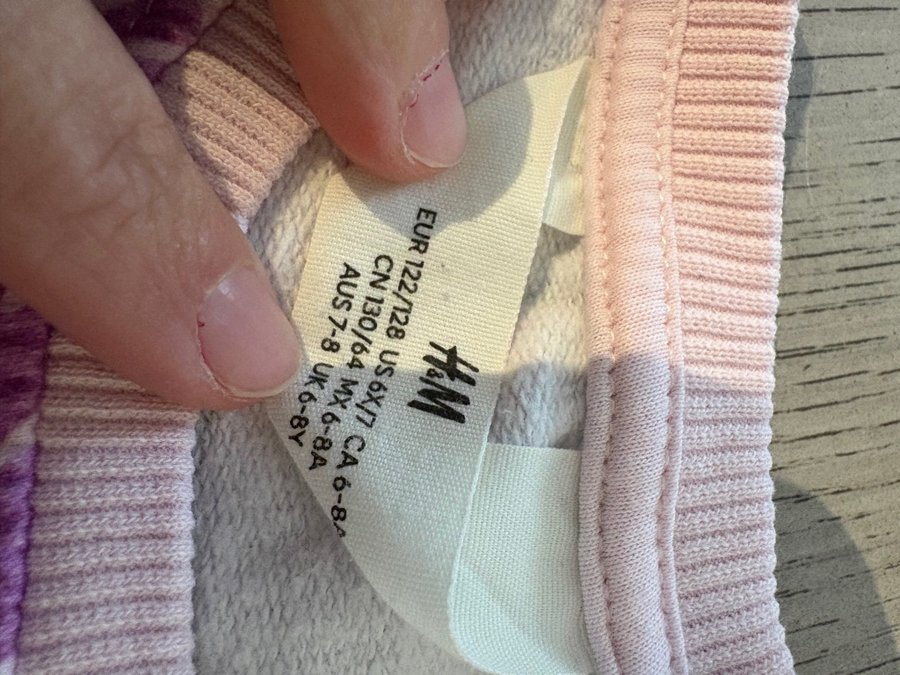 H&M
EUR 122/128 US 6X/7 CA 6-8A
CN 130/64 MX 6-8A
AUS 7-8 UK 6-8Y